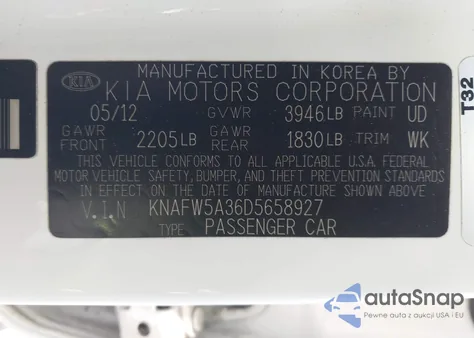 MANUFACTURED IN KOREA BY
KIA KIA MOTORS CORPORATION
05/12 GVWR 3946LB PAINT UD
GAWR FRONT 2205LB GAWR REAR 1830LB TRIM WK
THIS VEHICLE CONFORMS TO ALL APPLICABLE U.S.A. FEDERAL
MOTOR VEHICLE SAFETY, BUMPER, AND THEFT PREVENTION STANDARDS
IN EFFECT ON THE DATE OF MANUFACTURE SHOWN ABOVE.
V.I.N KNAFW5A36D5658927
TYPE PASSENGER CAR
T32
autoSnap
Pewne auta z aukcji USA i EU